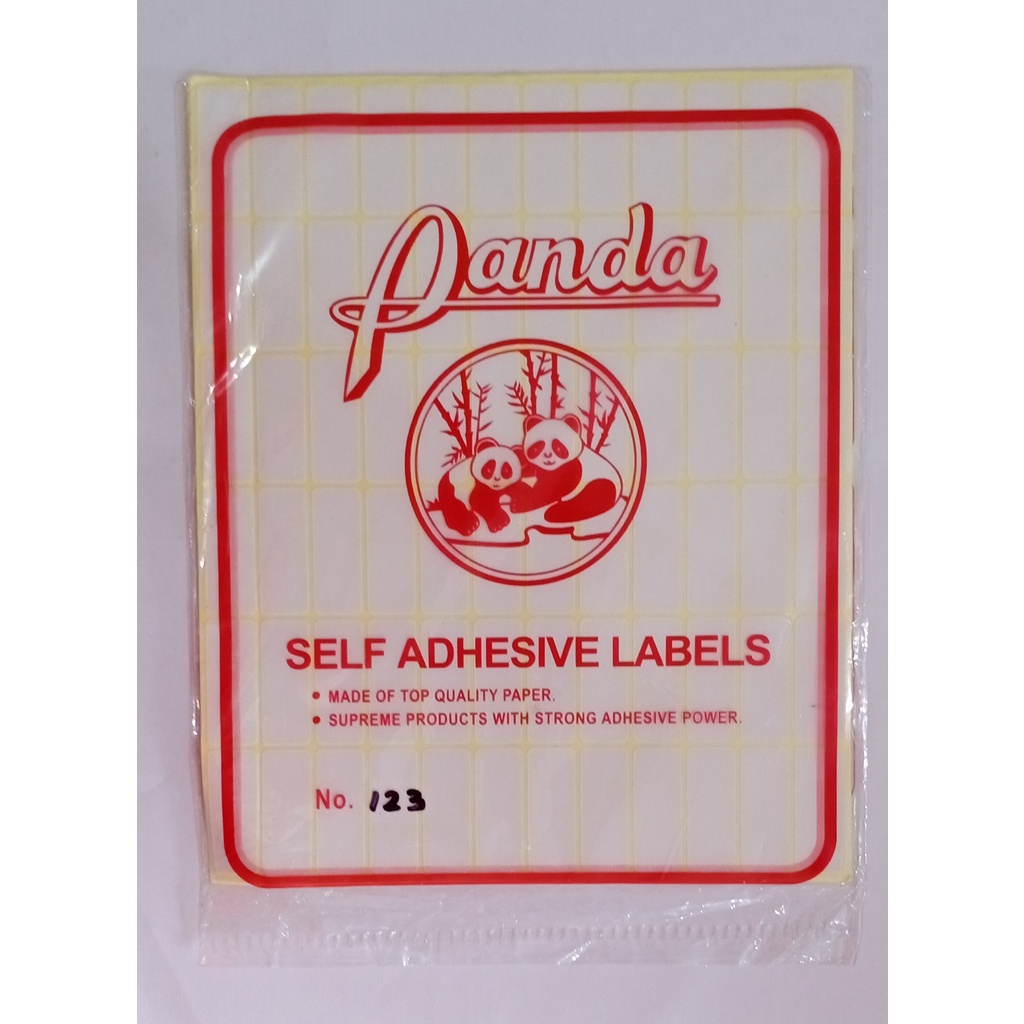 Panda
SELF ADHESIVE LABELS
• MADE OF TOP QUALITY PAPER.
• SUPREME PRODUCTS WITH STRONG ADHESIVE POWER.
No. 123